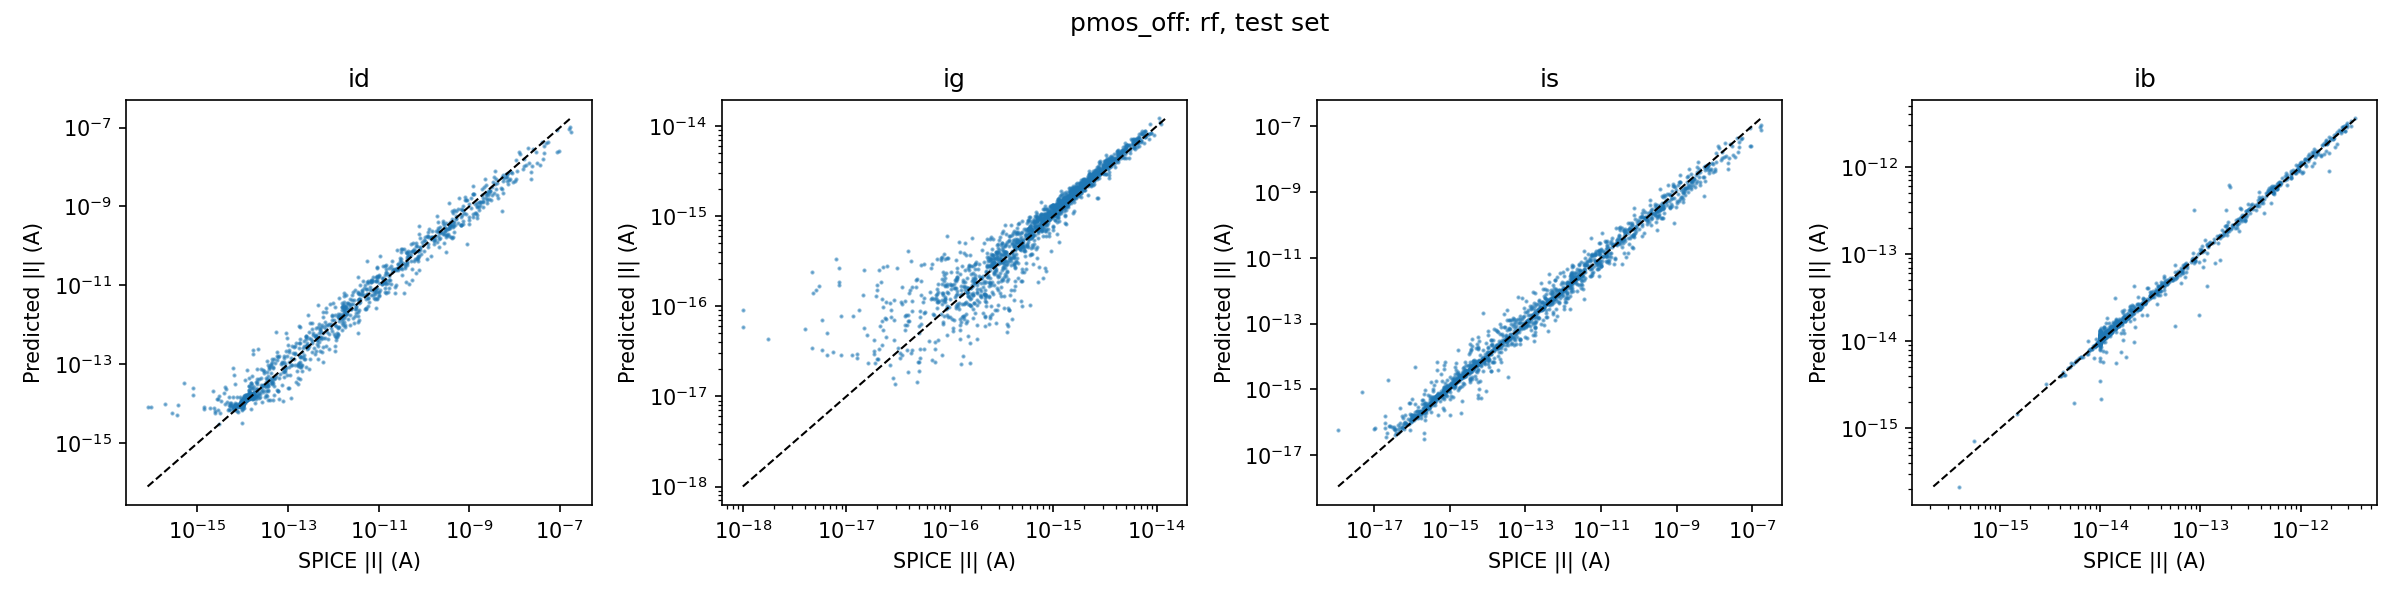 pmos_off: rf, test set
id
Predicted |I| (A)
10⁻⁷
10⁻⁹
10⁻¹¹
10⁻¹³
10⁻¹⁵
10⁻¹⁵ 10⁻¹³ 10⁻¹¹ 10⁻⁹ 10⁻⁷
SPICE |I| (A)
ig
Predicted |I| (A)
10⁻¹⁴
10⁻¹⁵
10⁻¹⁶
10⁻¹⁷
10⁻¹⁸
10⁻¹⁸ 10⁻¹⁷ 10⁻¹⁶ 10⁻¹⁵ 10⁻¹⁴
SPICE |I| (A)
is
Predicted |I| (A)
10⁻⁷
10⁻⁹
10⁻¹¹
10⁻¹³
10⁻¹⁵
10⁻¹⁷
10⁻¹⁷ 10⁻¹⁵ 10⁻¹³ 10⁻¹¹ 10⁻⁹ 10⁻⁷
SPICE |I| (A)
ib
Predicted |I| (A)
10⁻¹²
10⁻¹³
10⁻¹⁴
10⁻¹⁵
10⁻¹⁵ 10⁻¹⁴ 10⁻¹³ 10⁻¹²
SPICE |I| (A)